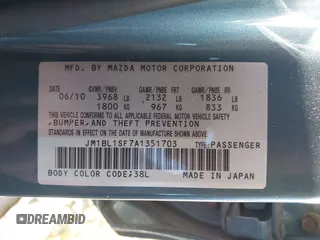 MFD. BY MAZDA MOTOR CORPORATION
GVWR/PNBV GAWR/PNBE FRT GAWR/PNBE RR
06/10 3968 LB 2132 LB 1836 LB
1800 KG 967 KG 833 KG
THIS VEHICLE CONFORMS TO ALL APPLICABLE
FEDERAL MOTOR VEHICLE SAFETY
, BUMPER, AND THEFT PREVENTION
STANDARDS IN EFFECT ON THE DATE OF MANUFACTURE SHOWN ABOVE.
JM1BL1SF7A1351703 TYPE:PASSENGER
BODY COLOR CODE:38L MADE IN JAPAN
DREAMBID